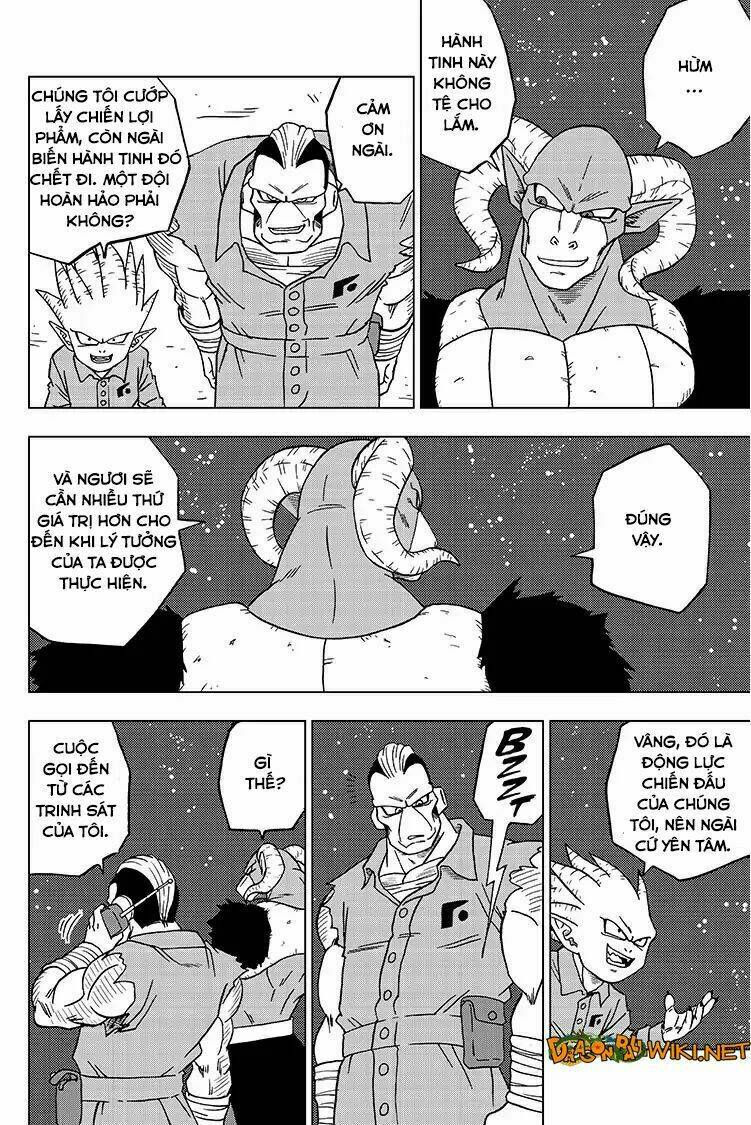 HỪM
...
HÀNH
TINH NÀY
KHÔNG
TỆ CHO
LẮM.
CẢM
ƠN
NGÀI.
CHÚNG TÔI CƯỚP
LẤY CHIẾN LỢI
PHẨM, CÒN NGÀI
BIẾN HÀNH TINH ĐÓ
CHẾT ĐI. MỘT ĐỘI
HOÀN HẢO PHẢI
KHÔNG?
ĐÚNG
VẬY.
VÀ NGƯƠI SẼ
CẦN NHIỀU THỨ
GIÁ TRỊ HƠN CHO
ĐẾN KHI LÝ TƯỞNG
CỦA TA ĐƯỢC
THỰC HIỆN.
VÂNG, ĐÓ LÀ
ĐỘNG LỰC
CHIẾN ĐẤU
CỦA CHÚNG
TÔI, NÊN NGÀI
CỨ YÊN TÂM.
BZZT
GÌ
THẾ?
CUỘC
GỌI ĐẾN
TỪ CÁC
TRINH SÁT
CỦA TÔI.
DRAGON BALL WIKI.NET